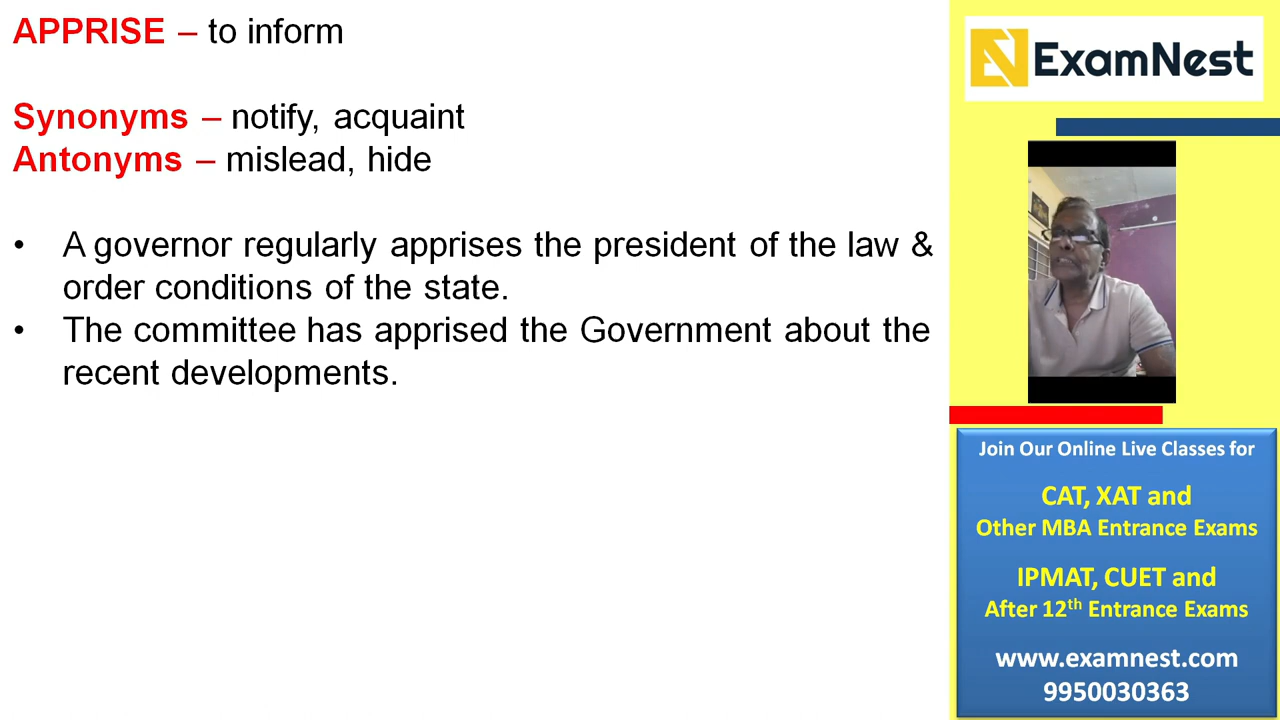 APPRISE – to inform
Synonyms – notify, acquaint
Antonyms – mislead, hide
• A governor regularly apprises the president of the law &
order conditions of the state.
• The committee has apprised the Government about the
recent developments.
ExamNest
Join Our Online Live Classes for
CAT, XAT and
Other MBA Entrance Exams
IPMAT, CUET and
After 12th Entrance Exams
www.examnest.com
9950030363